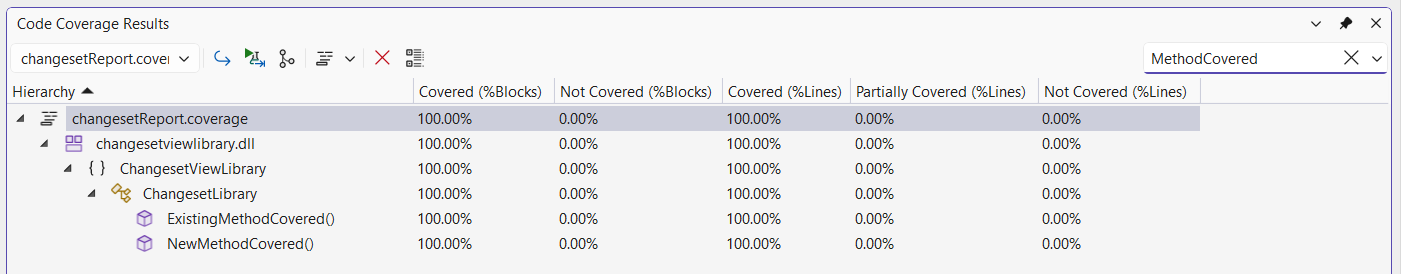 Code Coverage Results
changesetReport.cover
MethodCovered
Hierarchy Covered (%Blocks) Not Covered (%Blocks) Covered (%Lines) Partially Covered (%Lines) Not Covered (%Lines)
changesetReport.coverage 100.00% 0.00% 100.00% 0.00% 0.00%
changesetviewlibrary.dll 100.00% 0.00% 100.00% 0.00% 0.00%
{ } ChangesetViewLibrary 100.00% 0.00% 100.00% 0.00% 0.00%
ChangesetLibrary 100.00% 0.00% 100.00% 0.00% 0.00%
ExistingMethodCovered() 100.00% 0.00% 100.00% 0.00% 0.00%
NewMethodCovered() 100.00% 0.00% 100.00% 0.00% 0.00%